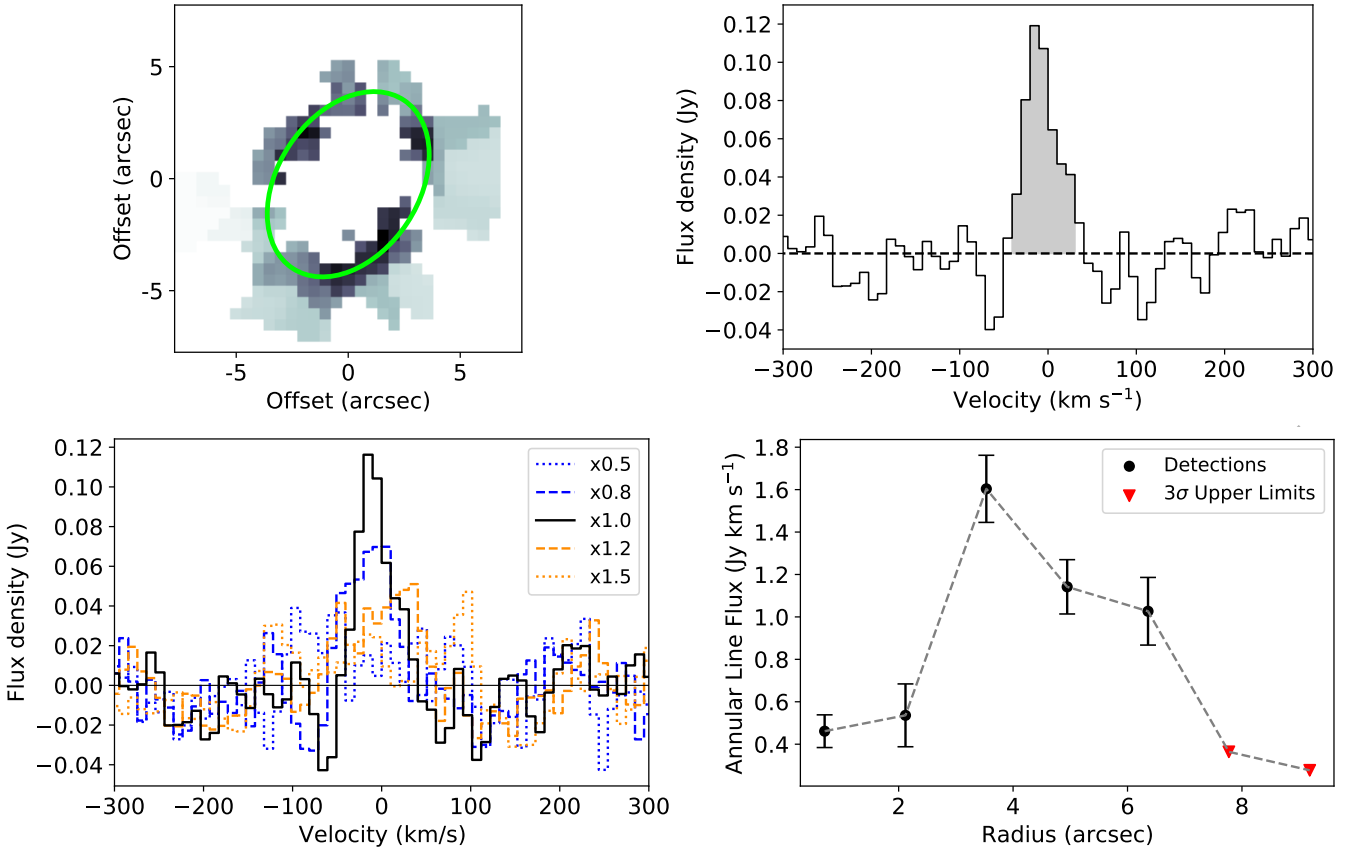 5
0
-5
Offset (arcsec)
-5 0 5
Offset (arcsec)
0.12
0.10
0.08
0.06
0.04
0.02
0.00
−0.02
−0.04
Flux density (Jy)
−300 −200 −100 0 100 200 300
Velocity (km s⁻¹)
0.12
0.10
0.08
0.06
0.04
0.02
0.00
−0.02
−0.04
Flux density (Jy)
x0.5
x0.8
x1.0
x1.2
x1.5
−300 −200 −100 0 100 200 300
Velocity (km/s)
1.8
1.6
1.4
1.2
1.0
0.8
0.6
0.4
Annular Line Flux (Jy km s⁻¹)
Detections
3σ Upper Limits
2 4 6 8
Radius (arcsec)